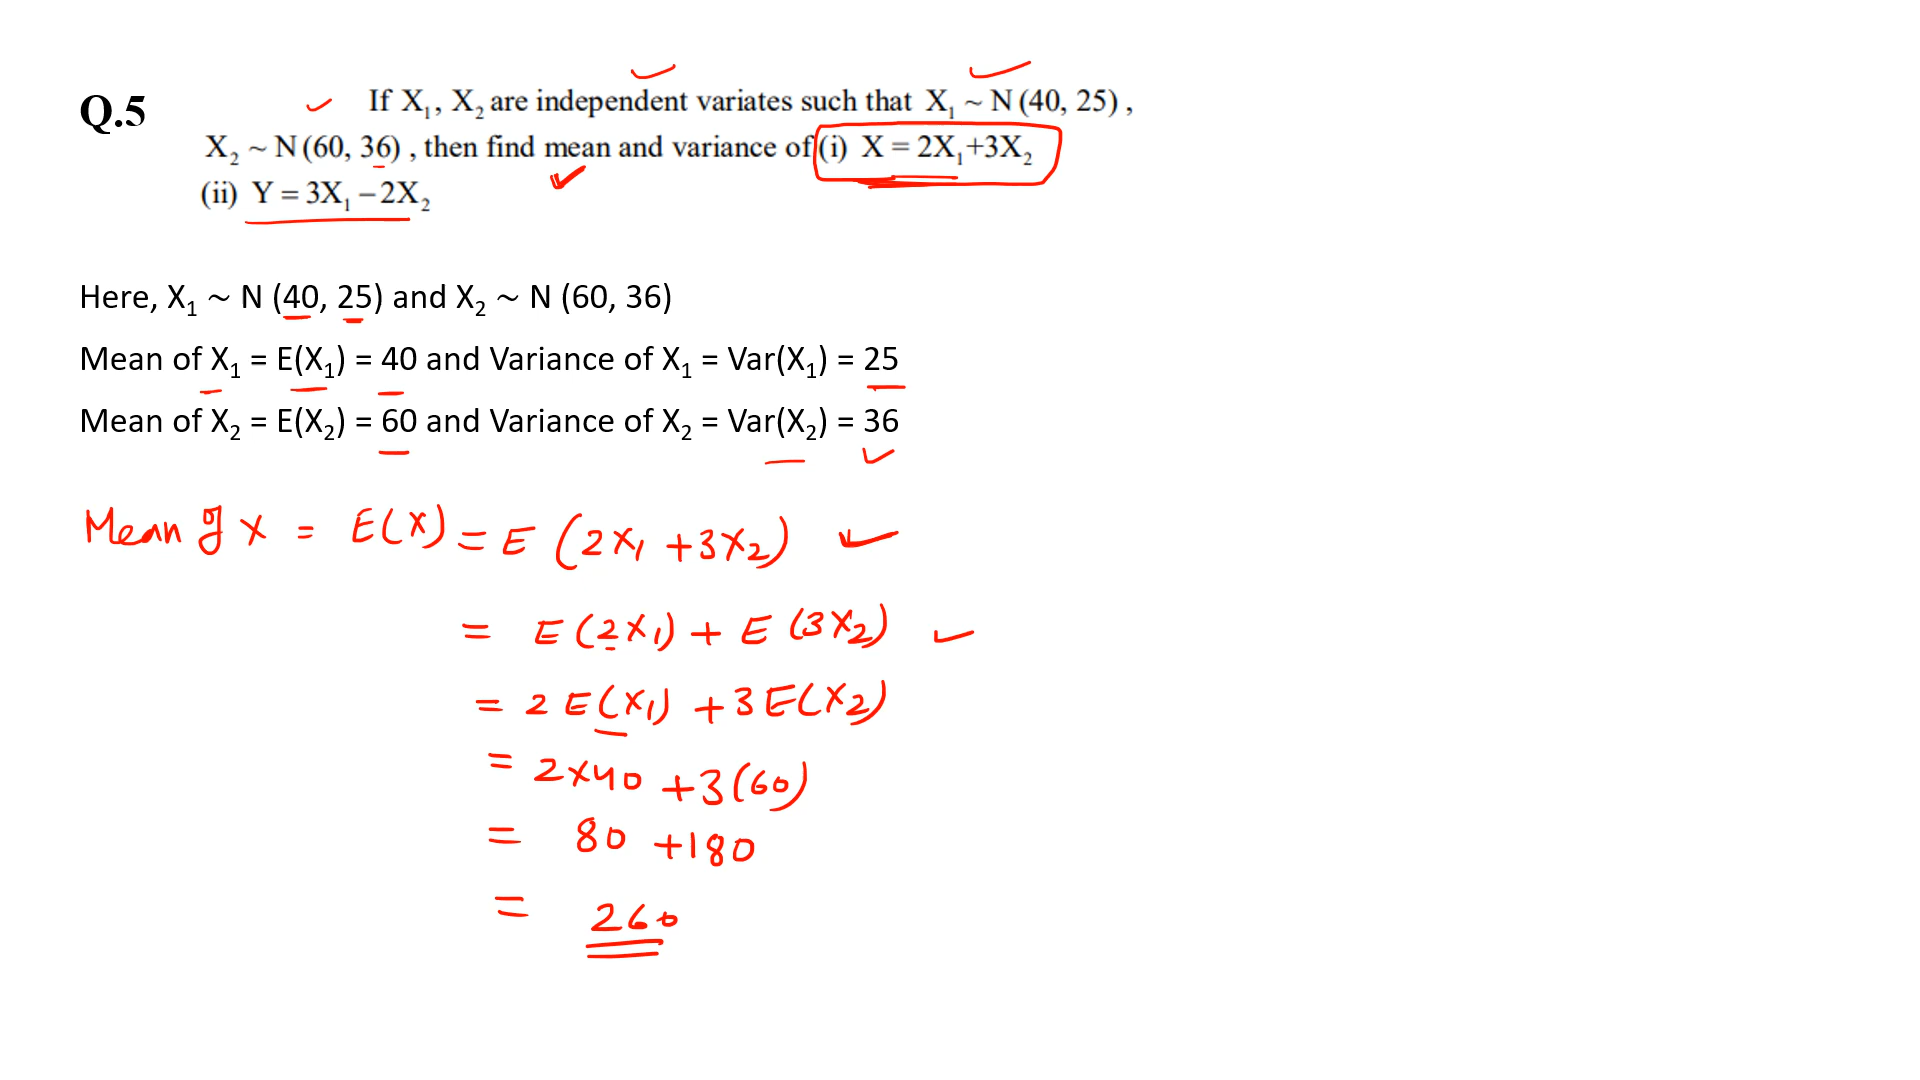 Q.5 If X₁, X₂ are independent variates such that X₁ ~ N (40, 25) ,
X₂ ~ N (60, 36) , then find mean and variance of (i) X = 2X₁+3X₂
(ii) Y = 3X₁ – 2X₂
Here, X₁ ~ N (40, 25) and X₂ ~ N (60, 36)
Mean of X₁ = E(X₁) = 40 and Variance of X₁ = Var(X₁) = 25
Mean of X₂ = E(X₂) = 60 and Variance of X₂ = Var(X₂) = 36
Mean of X = E(X) = E (2X₁ + 3X₂)
= E (2X₁) + E (3X₂)
= 2 E(X₁) + 3 E(X₂)
= 2×40 + 3(60)
= 80 + 180
= 260